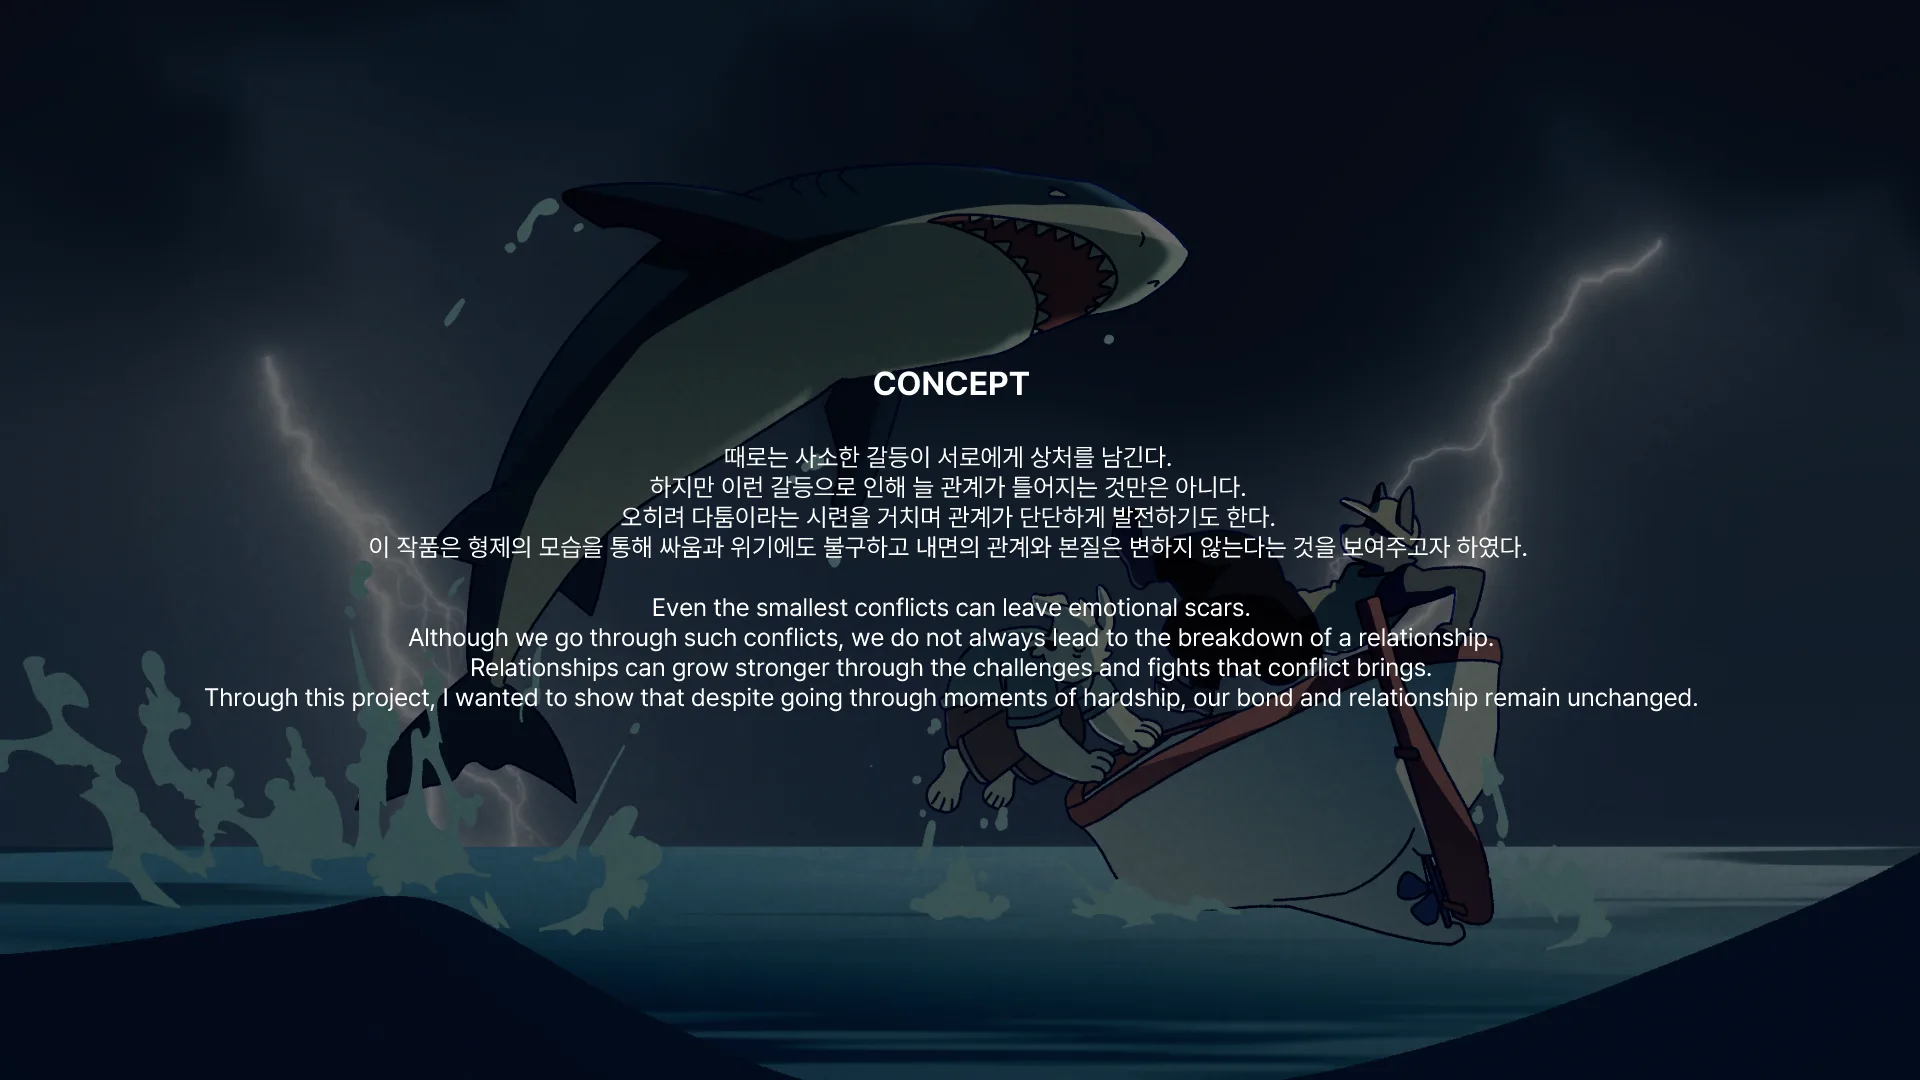 CONCEPT
때로는 사소한 갈등이 서로에게 상처를 남긴다.
하지만 이런 갈등으로 인해 늘 관계가 틀어지는 것만은 아니다.
오히려 다툼이라는 시련을 거치며 관계가 단단하게 발전하기도 한다.
이 작품은 형제의 모습을 통해 싸움과 위기에도 불구하고 내면의 관계와 본질은 변하지 않는다는 것을 보여주고자 하였다.
Even the smallest conflicts can leave emotional scars.
Although we go through such conflicts, we do not always lead to the breakdown of a relationship.
Relationships can grow stronger through the challenges and fights that conflict brings.
Through this project, I wanted to show that despite going through moments of hardship, our bond and relationship remain unchanged.